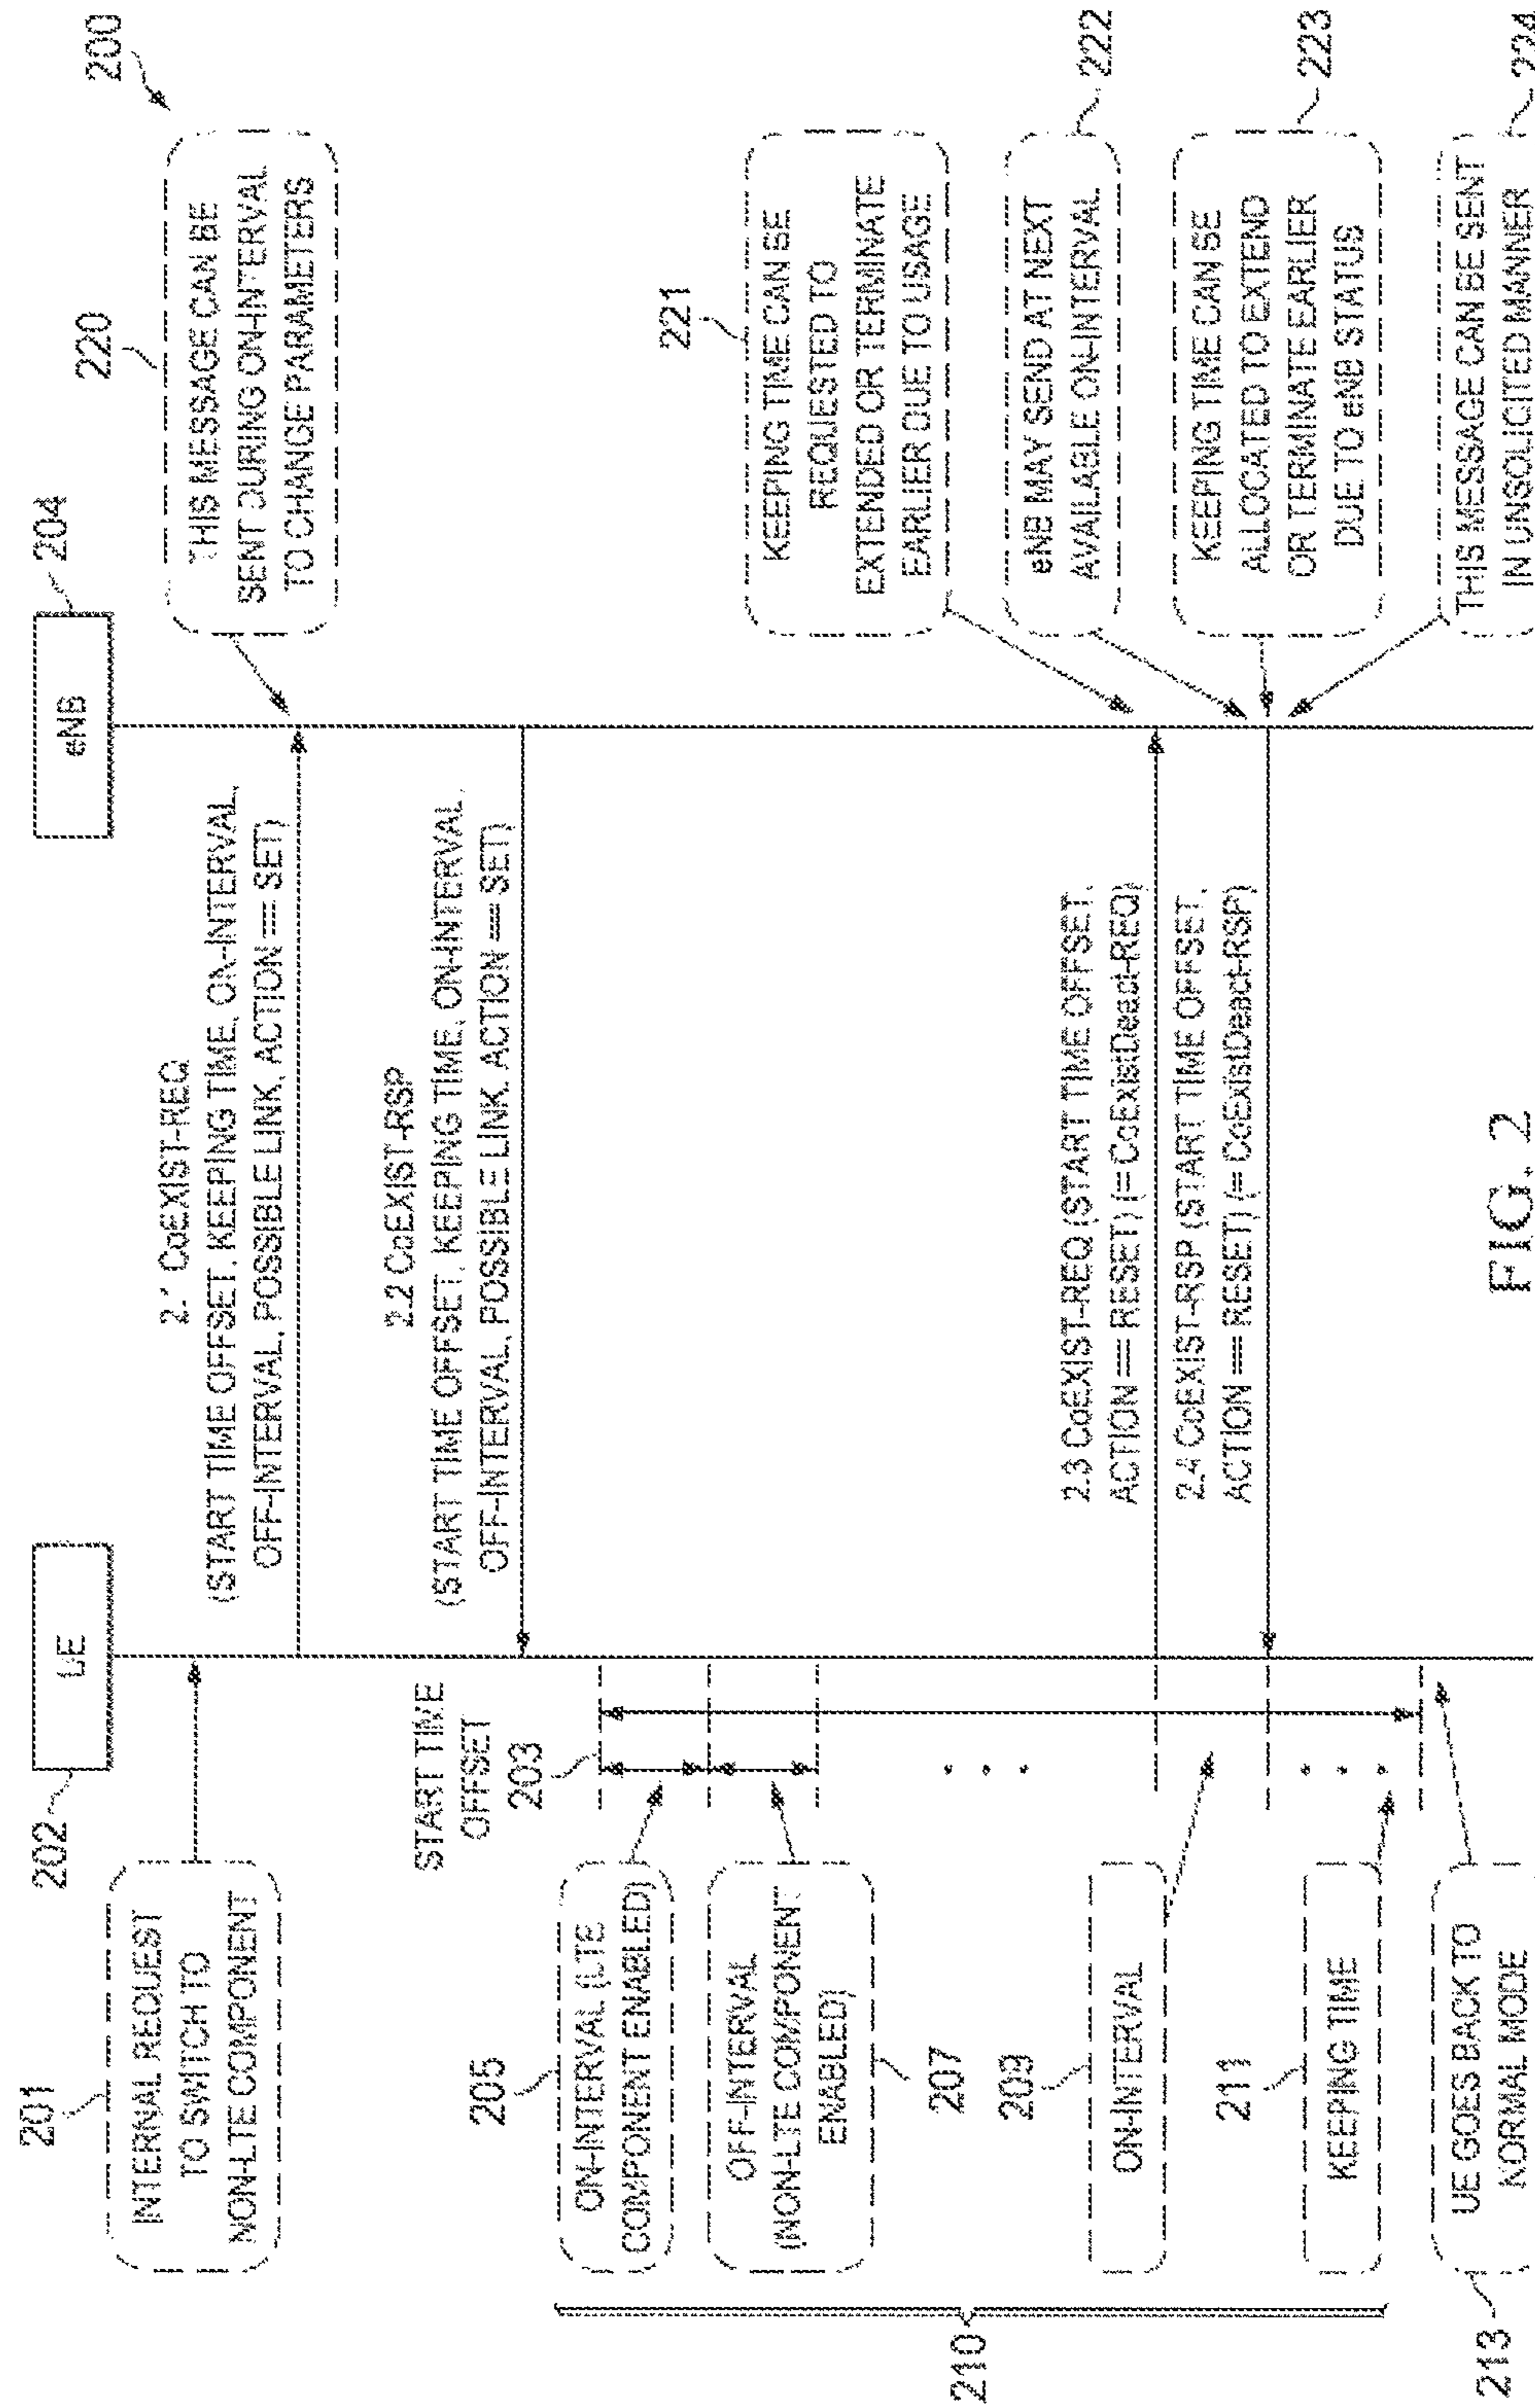 200
202
UE
eNB
204
201
INTERNAL REQUEST
TO SWITCH TO
NON-LTE COMPONENT
2.1 CoEXIST-REQ
(START TIME OFFSET, KEEPING TIME, ON-INTERVAL,
OFF-INTERVAL, POSSIBLE LINK, ACTION == SET)
220
THIS MESSAGE CAN BE
SENT DURING ON-INTERVAL
TO CHANGE PARAMETERS
2.2 CoEXIST-RSP
(START TIME OFFSET, KEEPING TIME, ON-INTERVAL,
OFF-INTERVAL, POSSIBLE LINK, ACTION == SET)
START TIME
OFFSET
203
205
ON-INTERVAL (LTE
COMPONENT ENABLED)
OFF-INTERVAL
(NON-LTE COMPONENT
ENABLED)
207
209
ON-INTERVAL
210
211
KEEPING TIME
UE GOES BACK TO
NORMAL MODE
213
2.3 CoEXIST-REQ (START TIME OFFSET,
ACTION == RESET) (=CoExistDeact-REQ)
2.4 CoEXIST-RSP (START TIME OFFSET,
ACTION == RESET) (= CoExistDeact-RSP)
221
KEEPING TIME CAN BE
REQUESTED TO
EXTENDED OR TERMINATE
EARLIER DUE TO USAGE
eNB MAY SEND AT NEXT
AVAILABLE ON-INTERVAL
222
KEEPING TIME CAN BE
ALLOCATED TO EXTEND
OR TERMINATE EARLIER
DUE TO eNB STATUS
223
THIS MESSAGE CAN BE SENT
IN UNSOLICITED MANNER
224
FIG. 2